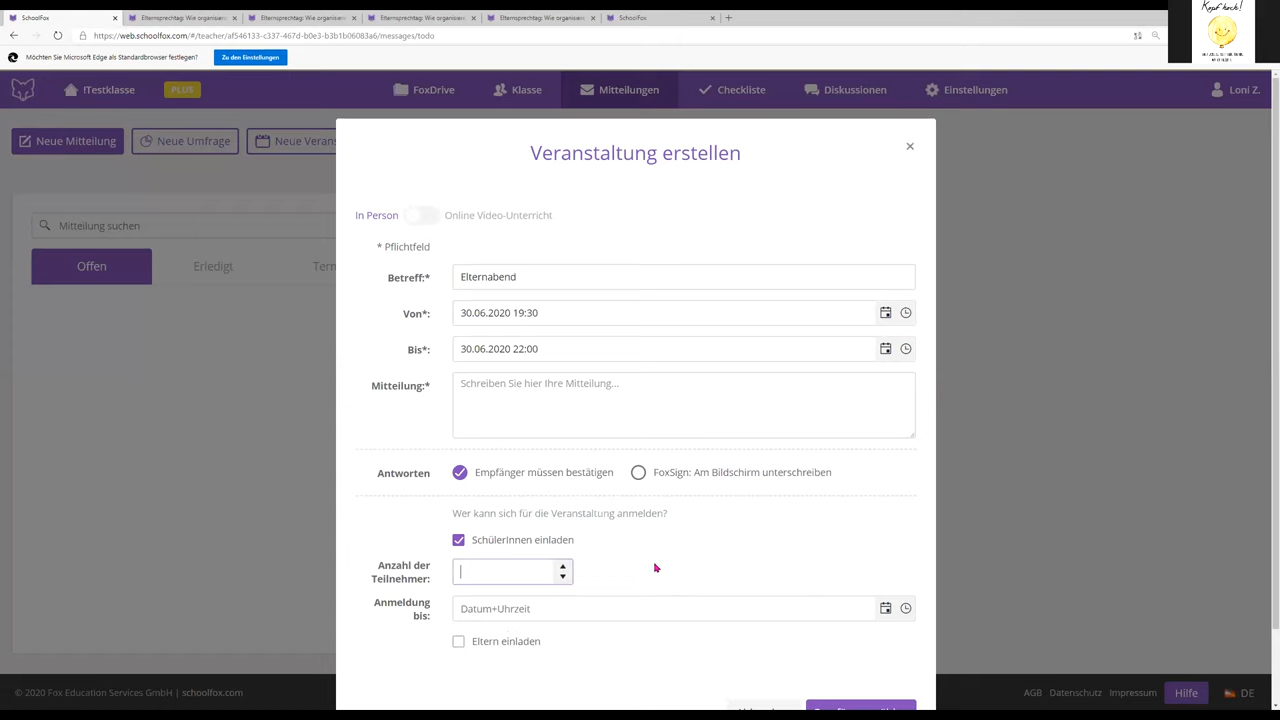 SchoolFox
Elternsprechtag: Wie organisier
Elternsprechtag: Wie organisier
Elternsprechtag: Wie organisier
Elternsprechtag: Wie organisier
SchoolFox
Kopf hoch!
https://web.schoolfox.com/#/teacher/af546133-c337-467d-b0e3-b3b1b06083a6/messages/todo
Möchten Sie Microsoft Edge als Standardbrowser festlegen?
Zu den Einstellungen
!Testklasse
PLUS
FoxDrive
Klasse
Mitteilungen
Checkliste
Diskussionen
Einstellungen
Loni Z.
Neue Mitteilung
Neue Umfrage
Neue Verans
Veranstaltung erstellen
In Person
Online Video-Unterricht
Mitteilung suchen
* Pflichtfeld
Offen
Erledigt
Term
Betreff:*
Elternabend
Von*:
30.06.2020 19:30
Bis*:
30.06.2020 22:00
Mitteilung:*
Schreiben Sie hier Ihre Mitteilung...
Antworten
Empfänger müssen bestätigen
FoxSign: Am Bildschirm unterschreiben
Wer kann sich für die Veranstaltung anmelden?
SchülerInnen einladen
Anzahl der
Teilnehmer:
Anmeldung
bis:
Datum+Uhrzeit
Eltern einladen
© 2020 Fox Education Services GmbH | schoolfox.com
AGB
Datenschutz
Impressum
Hilfe
DE